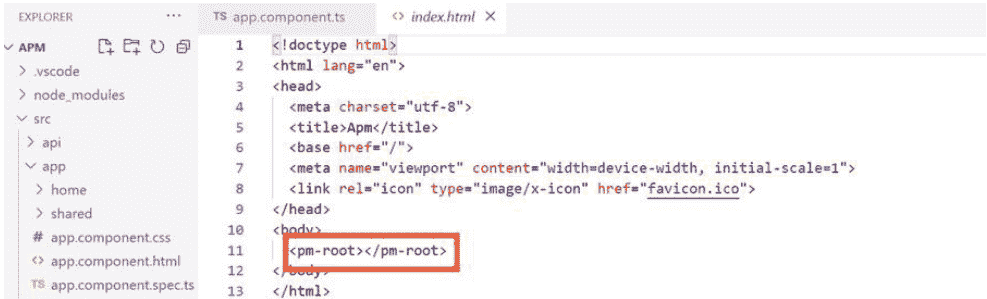 EXPLORER ...
APM
.vscode
node_modules
src
api
app
home
shared
# app.component.css
<> app.component.html
TS app.component.spec.ts
TS app.component.ts <> index.html ×
1 <!doctype html>
2 <html lang="en">
3 <head>
4 <meta charset="utf-8">
5 <title>Apm</title>
6 <base href="/">
7 <meta name="viewport" content="width=device-width, initial-scale=1">
8 <link rel="icon" type="image/x-icon" href="favicon.ico">
9 </head>
10 <body>
11 <pm-root></pm-root>
12 </body>
13 </html>